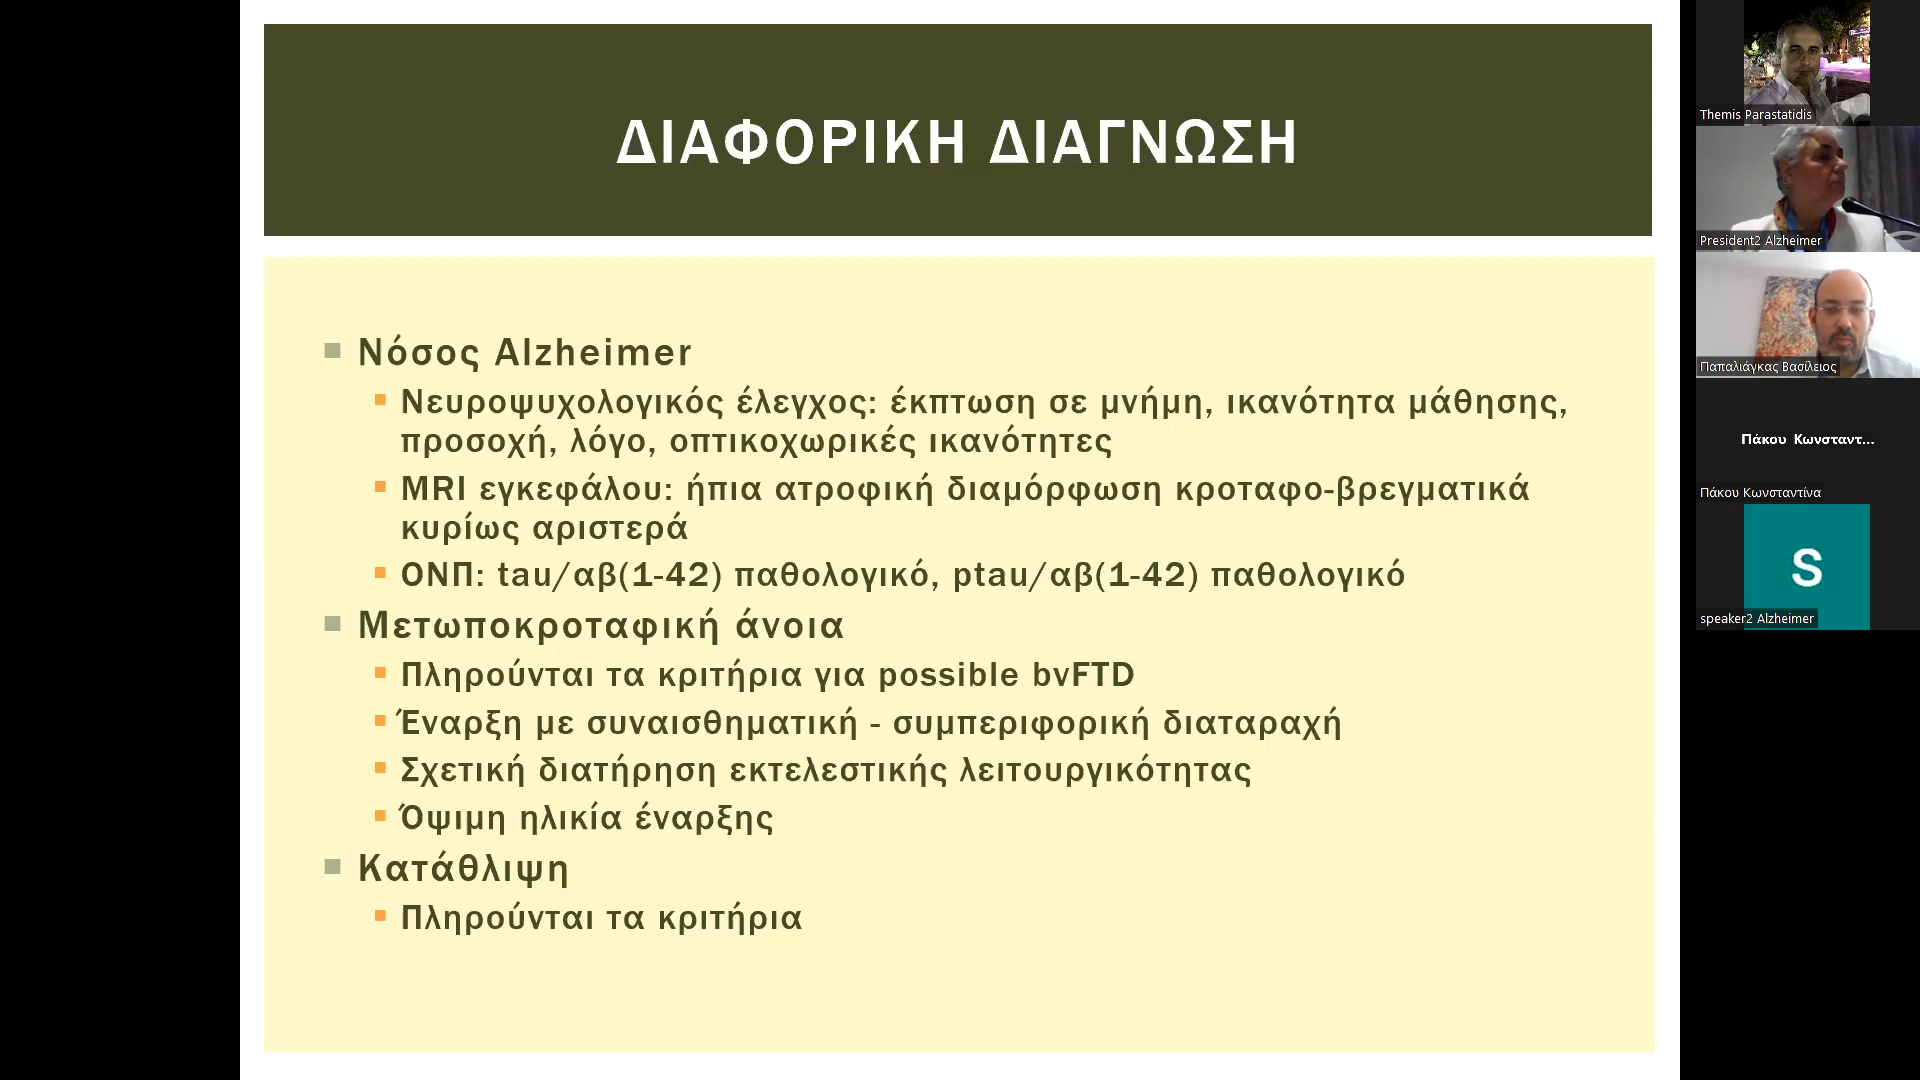 ΔΙΑΦΟΡΙΚΗ ΔΙΑΓΝΩΣΗ
Νόσος Alzheimer
Νευροψυχολογικός έλεγχος: έκπτωση σε μνήμη, ικανότητα μάθησης,
προσοχή, λόγο, οπτικοχωρικές ικανότητες
MRI εγκεφάλου: ήπια ατροφική διαμόρφωση κροταφο-βρεγματικά
κυρίως αριστερά
ΟΝΠ: tau/αβ(1-42) παθολογικό, ptau/αβ(1-42) παθολογικό
Μετωποκροταφική άνοια
Πληρούνται τα κριτήρια για possible bvFTD
Έναρξη με συναισθηματική - συμπεριφορική διαταραχή
Σχετική διατήρηση εκτελεστικής λειτουργικότητας
Όψιμη ηλικία έναρξης
Κατάθλιψη
Πληρούνται τα κριτήρια
Themis Parastatidis
President2 Alzheimer
Παπαλιάγκας Βασίλειος
Πάκου Κωνσταντ...
Πάκου Κωνσταντίνα
S
speaker2 Alzheimer